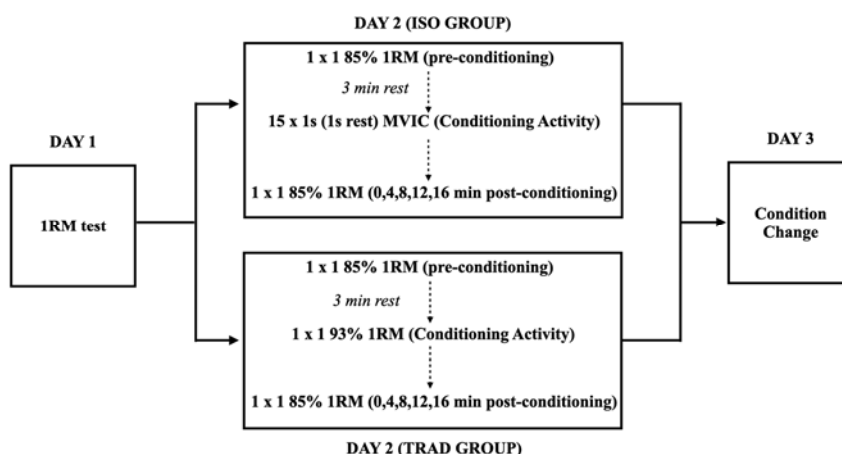 DAY 2 (ISO GROUP)
1 x 1 85% 1RM (pre-conditioning)
3 min rest
15 x 1s (1s rest) MVIC (Conditioning Activity)
1 x 1 85% 1RM (0,4,8,12,16 min post-conditioning)
DAY 1
1RM test
DAY 3
Condition
Change
1 x 1 85% 1RM (pre-conditioning)
3 min rest
1 x 1 93% 1RM (Conditioning Activity)
1 x 1 85% 1RM (0,4,8,12,16 min post-conditioning)
DAY 2 (TRAD GROUP)